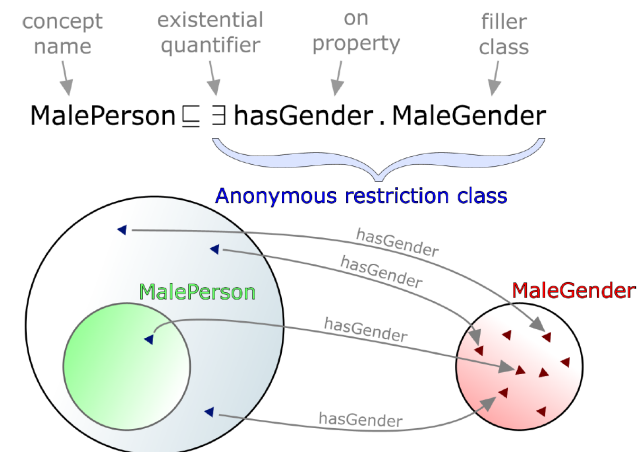 concept name
existential quantifier
on property
filler class
MalePerson ⊑ ∃ hasGender . MaleGender
Anonymous restriction class
hasGender
hasGender
MalePerson
MaleGender
hasGender
hasGender